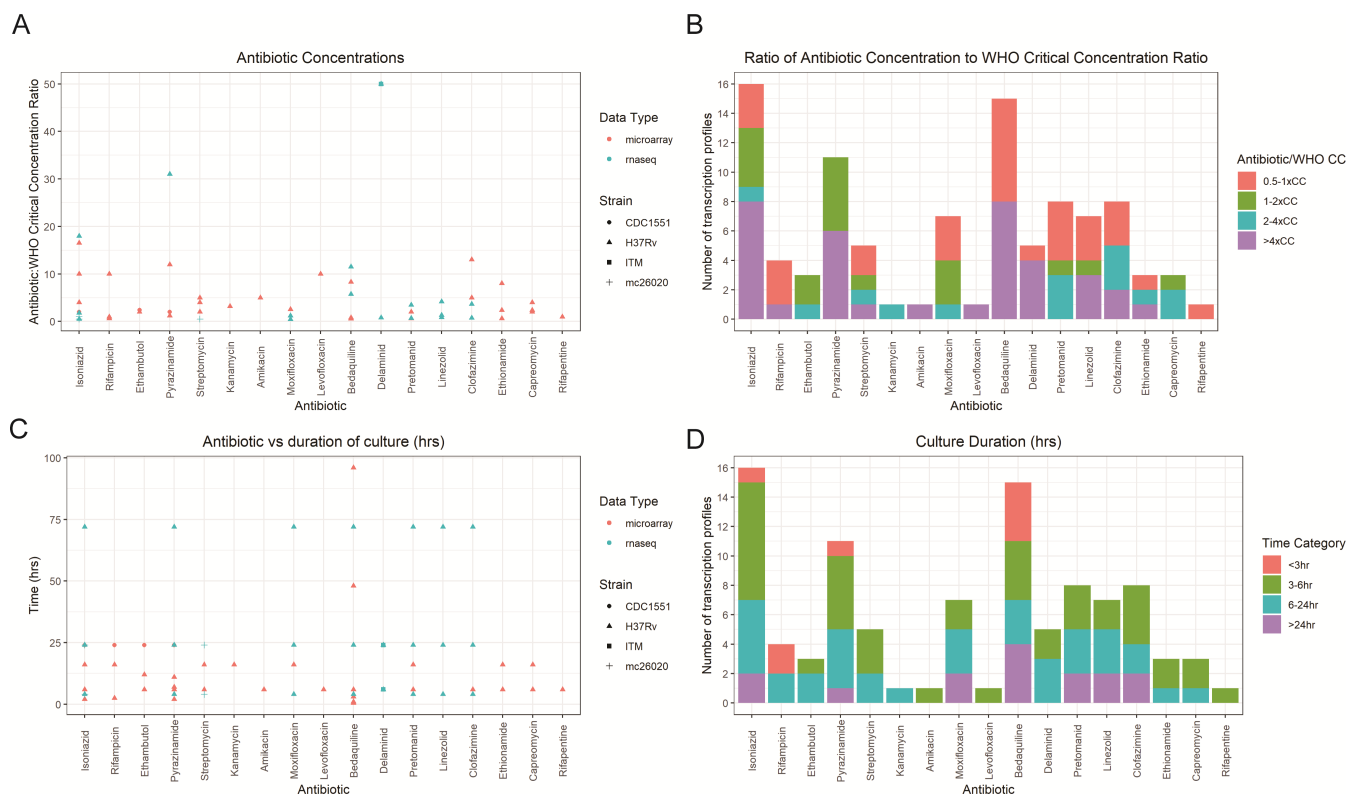 A
Antibiotic Concentrations
Antibiotic:WHO Critical Concentration Ratio
50
40
30
20
10
0
Isoniazid
Rifampicin
Ethambutol
Pyrazinamide
Streptomycin
Kanamycin
Amikacin
Moxifloxacin
Levofloxacin
Bedaquiline
Delaminid
Pretomanid
Linezolid
Clofazimine
Ethionamide
Capreomycin
Rifapentine
Antibiotic
Data Type
microarray
rnaseq
Strain
CDC1551
H37Rv
ITM
mc26020
B
Ratio of Antibiotic Concentration to WHO Critical Concentration Ratio
Number of transcription profiles
16
14
12
10
8
6
4
2
0
Isoniazid
Rifampicin
Ethambutol
Pyrazinamide
Streptomycin
Kanamycin
Amikacin
Moxifloxacin
Levofloxacin
Bedaquiline
Delaminid
Pretomanid
Linezolid
Clofazimine
Ethionamide
Capreomycin
Rifapentine
Antibiotic
Antibiotic/WHO CC
0.5-1xCC
1-2xCC
2-4xCC
>4xCC
C
Antibiotic vs duration of culture (hrs)
Time (hrs)
100
75
50
25
0
Isoniazid
Rifampicin
Ethambutol
Pyrazinamide
Streptomycin
Kanamycin
Amikacin
Moxifloxacin
Levofloxacin
Bedaquiline
Delaminid
Pretomanid
Linezolid
Clofazimine
Ethionamide
Capreomycin
Rifapentine
Antibiotic
Data Type
microarray
rnaseq
Strain
CDC1551
H37Rv
ITM
mc26020
D
Culture Duration (hrs)
Number of transcription profiles
16
14
12
10
8
6
4
2
0
Isoniazid
Rifampicin
Ethambutol
Pyrazinamide
Streptomycin
Kanamycin
Amikacin
Moxifloxacin
Levofloxacin
Bedaquiline
Delaminid
Pretomanid
Linezolid
Clofazimine
Ethionamide
Capreomycin
Rifapentine
Antibiotic
Time Category
<3hr
3-6hr
6-24hr
>24hr